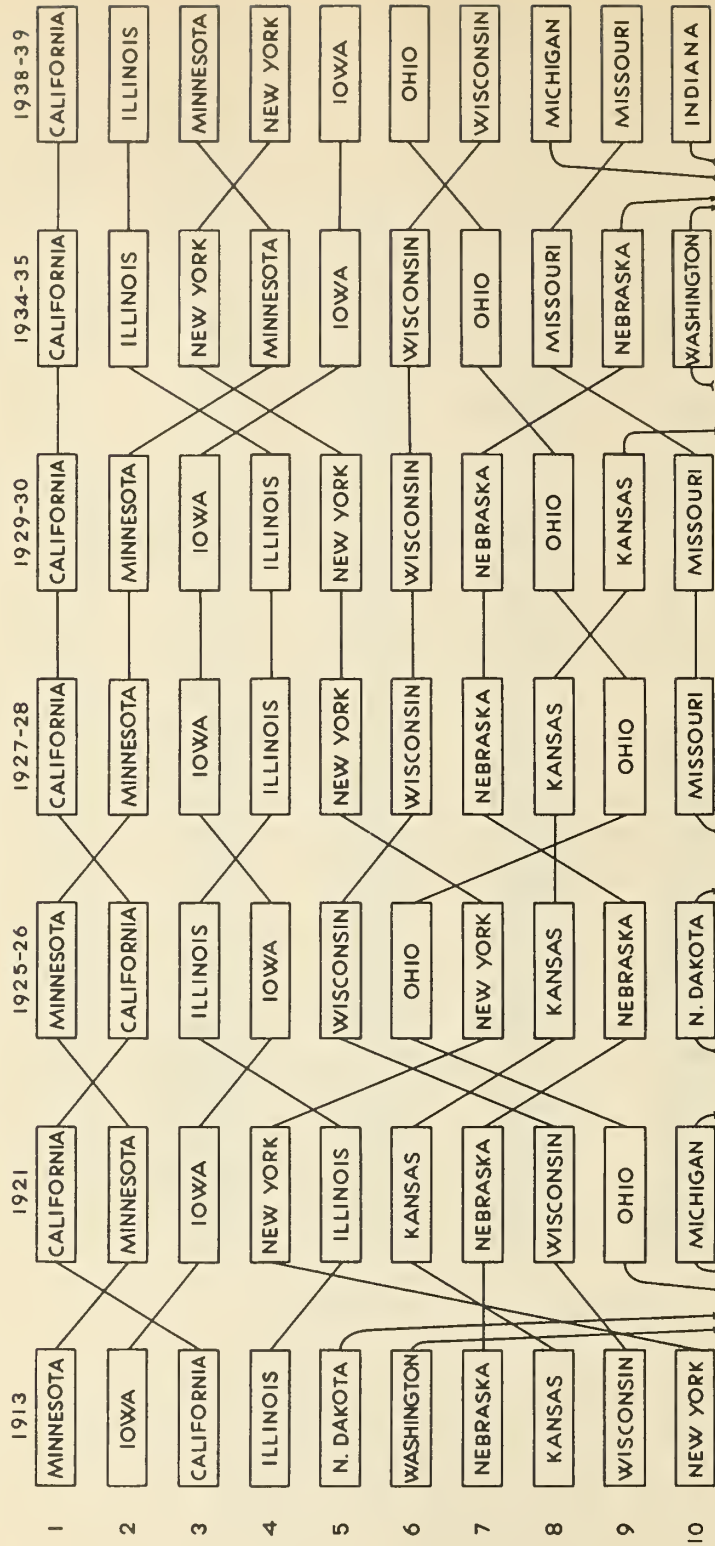 1913 1921 1925-26 1927-28 1929-30 1934-35 1938-39
1 MINNESOTA CALIFORNIA MINNESOTA CALIFORNIA CALIFORNIA CALIFORNIA CALIFORNIA
2 IOWA MINNESOTA CALIFORNIA MINNESOTA MINNESOTA ILLINOIS ILLINOIS
3 CALIFORNIA IOWA ILLINOIS IOWA IOWA NEW YORK MINNESOTA
4 ILLINOIS NEW YORK IOWA ILLINOIS ILLINOIS MINNESOTA NEW YORK
5 N. DAKOTA ILLINOIS WISCONSIN NEW YORK NEW YORK IOWA IOWA
6 WASHINGTON KANSAS OHIO WISCONSIN WISCONSIN WISCONSIN OHIO
7 NEBRASKA NEBRASKA NEW YORK NEBRASKA NEBRASKA OHIO WISCONSIN
8 KANSAS WISCONSIN KANSAS KANSAS OHIO MISSOURI MICHIGAN
9 WISCONSIN OHIO NEBRASKA OHIO KANSAS NEBRASKA MISSOURI
10 NEW YORK MICHIGAN N. DAKOTA MISSOURI MISSOURI WASHINGTON INDIANA